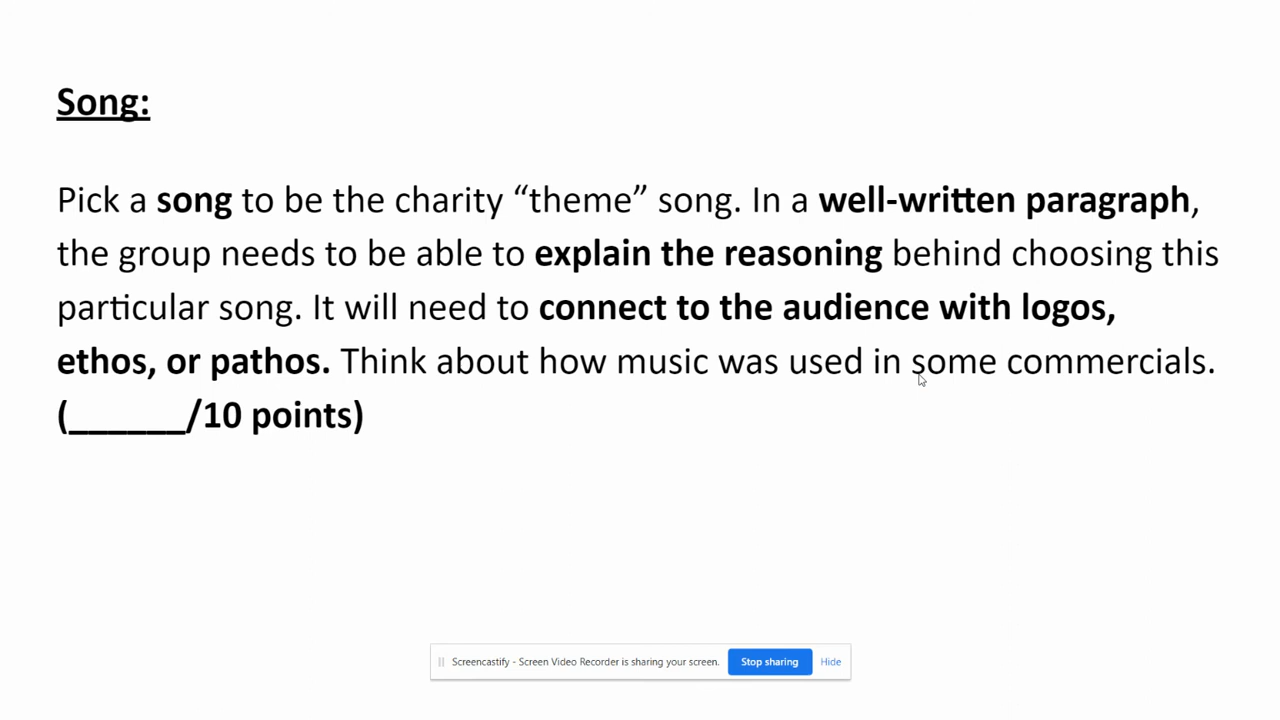 Song:
Pick a song to be the charity “theme” song. In a well-written paragraph,
the group needs to be able to explain the reasoning behind choosing this
particular song. It will need to connect to the audience with logos,
ethos, or pathos. Think about how music was used in some commercials.
(______/10 points)
Screencastify - Screen Video Recorder is sharing your screen. Stop sharing Hide